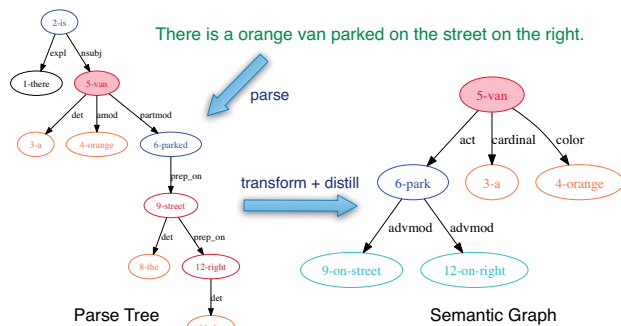 There is a orange van parked on the street on the right.
2-is
expl
nsubj
1-there
5-van
det
amod
partmod
3-a
4-orange
6-parked
prep_on
9-street
det
prep_on
8-the
12-right
det
Parse Tree
parse
transform + distill
5-van
act
cardinal
color
6-park
3-a
4-orange
advmod
advmod
9-on-street
12-on-right
Semantic Graph